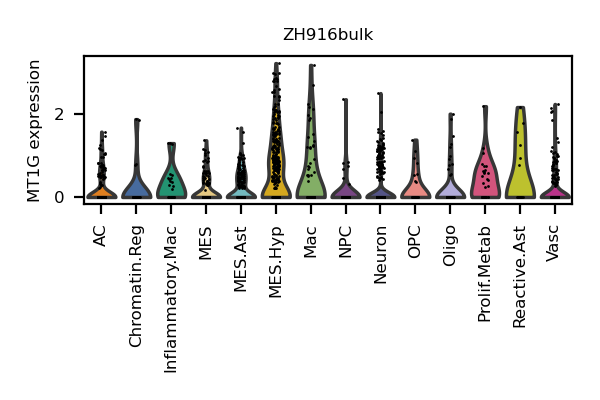 ZH916bulk
MT1G expression
2
0
AC
Chromatin.Reg
Inflammatory.Mac
MES
MES.Ast
MES.Hyp
Mac
NPC
Neuron
OPC
Oligo
Prolif.Metab
Reactive.Ast
Vasc